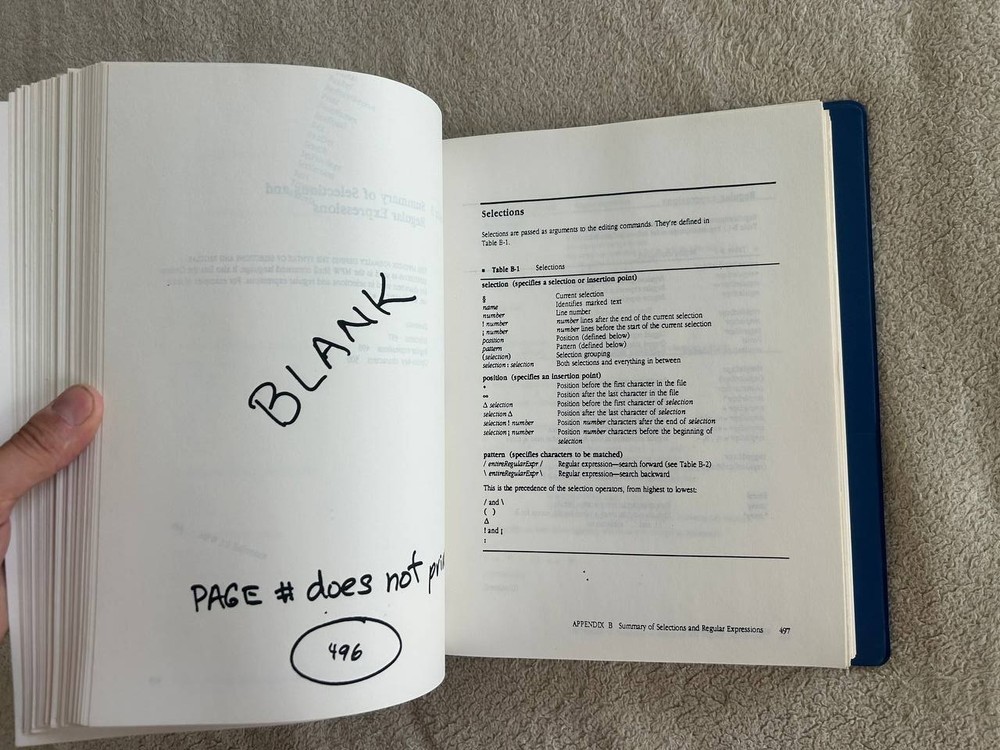 BLANK
PAGE # does not
496
Selections
Selections are passed as arguments to the editing commands. They're defined in
Table B-1.
■ Table B-1 Selections
selection (specifies a selection or insertion point)
§ Current selection
name Identifies marked text
number Line number
! number number lines after the end of the current selection
¡ number number lines before the start of the current selection
position Position (defined below)
pattern Pattern (defined below)
(selection) Selection grouping
selection : selection Both selections and everything in between
position (specifies an insertion point)
• Position before the first character in the file
∞ Position after the last character in the file
∆ selection Position before the first character of selection
selection ∆ Position after the last character of selection
selection ! number Position number characters after the end of selection
selection ¡ number Position number characters before the beginning of
selection
pattern (specifies characters to be matched)
/ entireRegularExpr / Regular expression—search forward (see Table B-2)
\ entireRegularExpr \ Regular expression—search backward
This is the precedence of the selection operators, from highest to lowest:
/ and \
( )
∆
! and ¡
:
APPENDIX B Summary of Selections and Regular Expressions 497